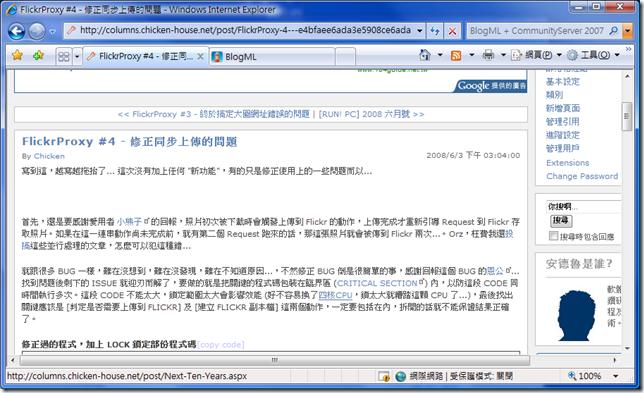 FlickrProxy #4 - 修正同步上傳的問題 - Windows Internet Explorer
http://columns.chicken-house.net/post/FlickrProxy-4---e4bfaee6ada3e5908ce6ada
BlogML + CommunityServer 2007
FlickrProxy #4 - 修正同...
BlogML
網頁(P)
工具(O)
Google 提供的廣告
<< FlickrProxy #3 - 終於搞定大圖網址錯誤的問題 | [RUN! PC] 2008 六月號 >>
FlickrProxy #4 - 修正同步上傳的問題
By Chicken
2008/6/3 下午 03:04:00
寫到這，越寫越拖拍了... 這次沒有加上任何 "新功能"，有的只是修正使用上的一些問題而以...
首先，還是要感謝愛用者 小熊子 的回報，照片初次被下載時會觸發上傳到 Flickr 的動作，上傳完成才重新引導 Request 到 Flickr 存
取照片。如果在這一連串動作尚未完成前，就有第二個 Request 跑來的話，那這張照片就會被傳到 Flickr 兩次...。Orz，枉費我還投
搞這些並行處理的文章，怎麼可以犯這種錯...
就跟很多 BUG 一樣，難在沒想到，難在沒發現，難在不知道原因...，不然修正 BUG 倒是很簡單的事，感謝回報這個 BUG 的恩公 ...
找到問題後剩下的 ISSUE 就迎刃而解了，要做的就是把關鍵的程式碼包裝在臨界區 (CRITICAL SECTION ) 內，以防這段 CODE 同
時間執行多次。這段 CODE 不能太大，鎖定範圍太大會影響效能 (好不容易換了四核CPU，鎖太大就糟蹋這顆 CPU 了...)，最後找出
關鍵應該是 [判定是否需要上傳到 FLICKR] 及 [建立 FLICKR 副本檔] 這兩個動作，一定要包括在內，拆開的話就不能保證結果正確
了。
修正過的程式，加上 LOCK 鎖定部份程式碼[copy code]
基本設定
類別
新增頁面
管理引用
進階設定
管理用戶
Extensions
Change Password
你搜啊...
搜尋
搜尋時包含回應
安德魯是誰?
http://columns.chicken-house.net/post/Next-Ten-Years.aspx
網際網路 | 受保護模式: 關閉
100%